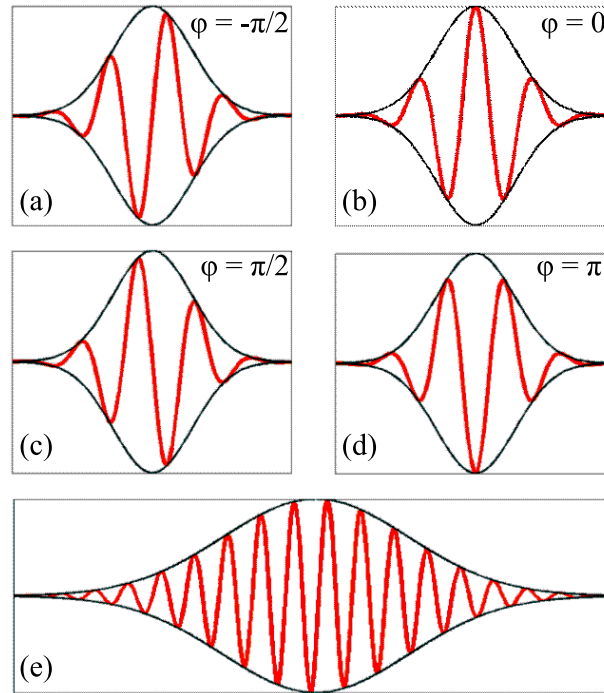 φ = -π/2
(a)
φ = 0
(b)
φ = π/2
(c)
φ = π
(d)
(e)